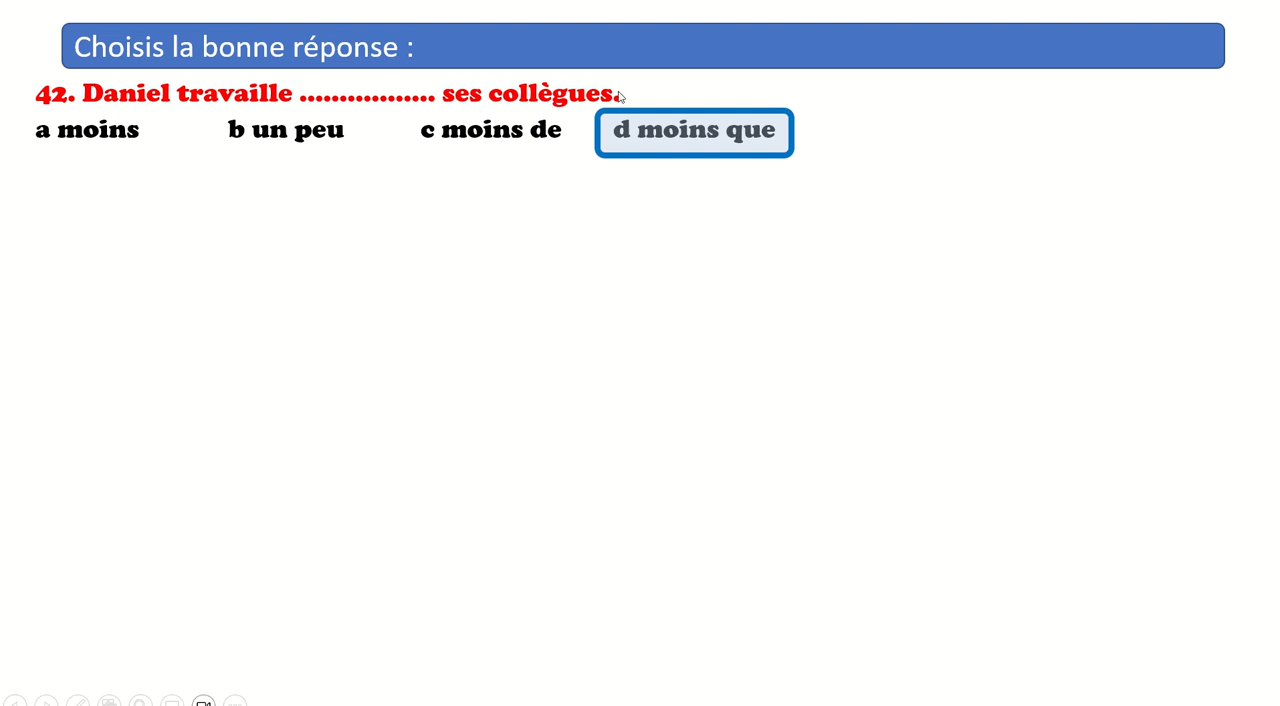 Choisis la bonne réponse :
42. Daniel travaille ................. ses collègues.
a moins b un peu c moins de d moins que